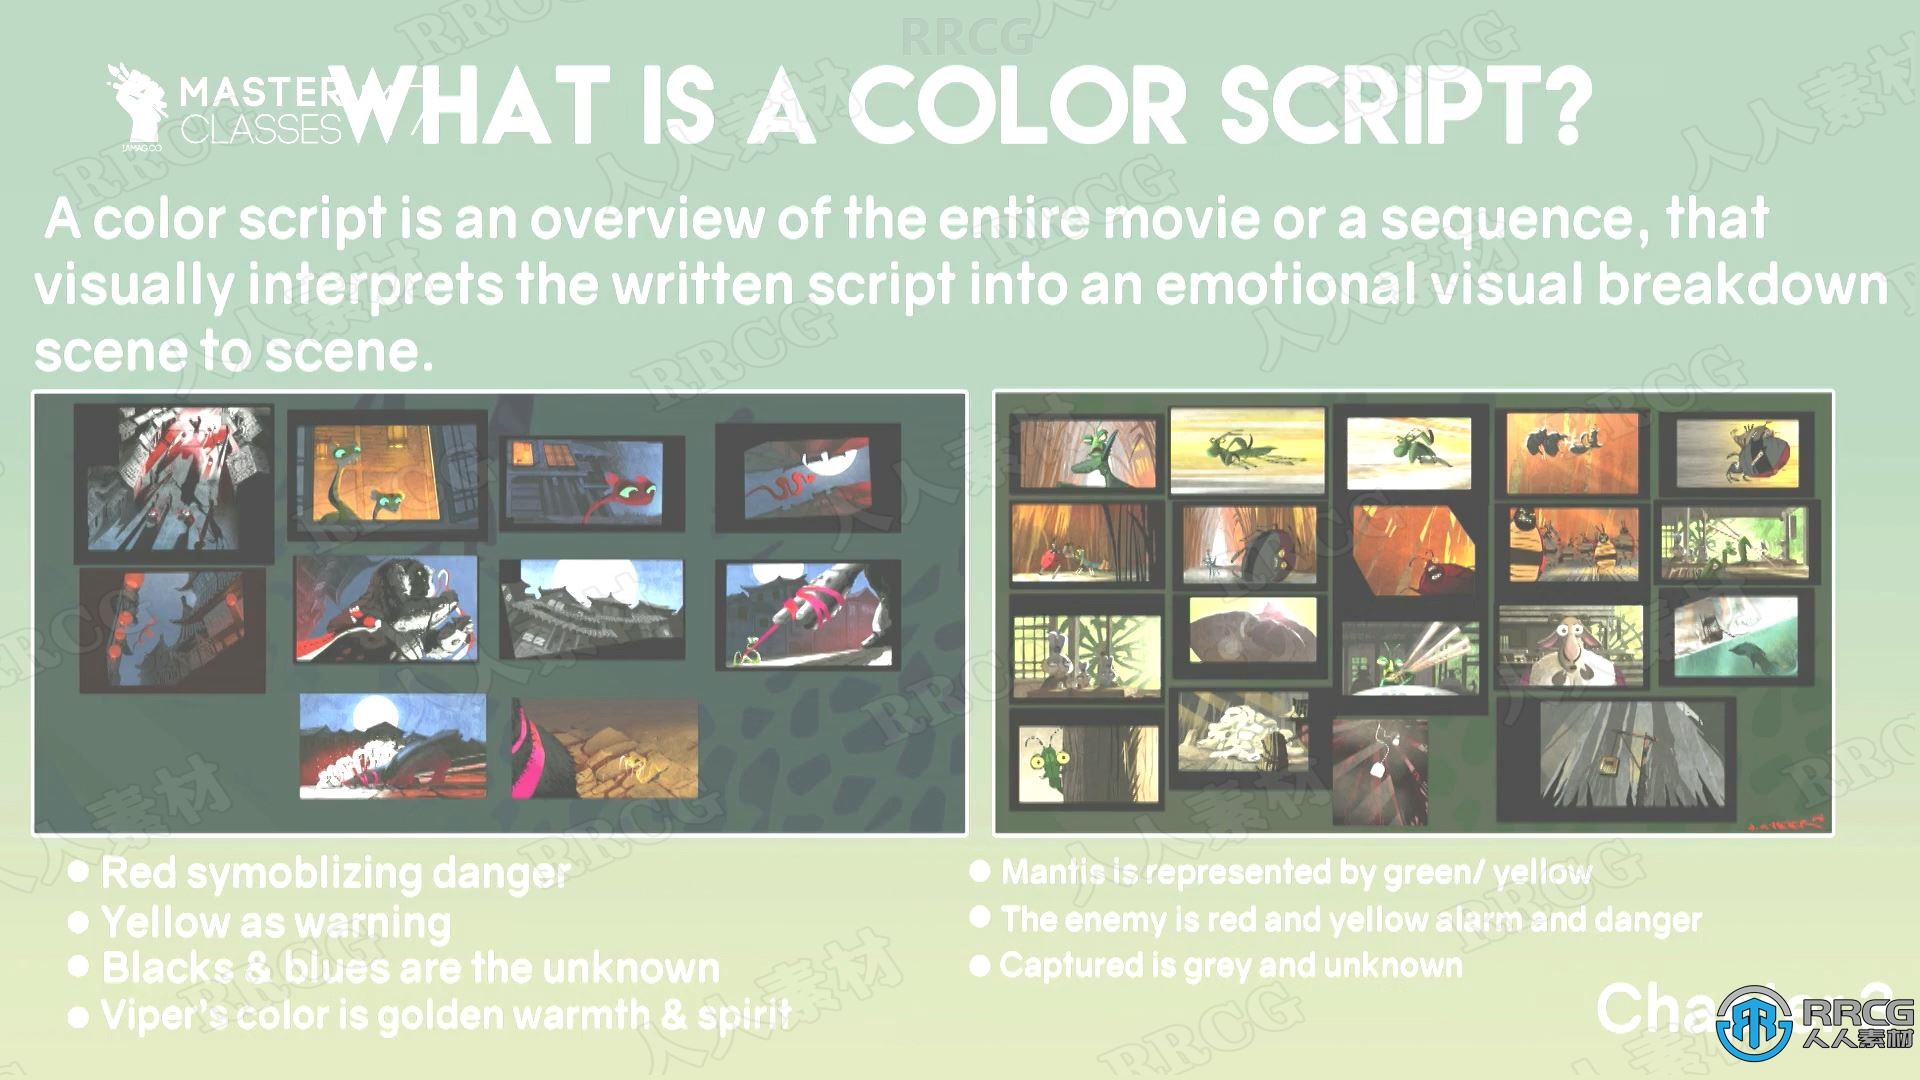 RRCG
MASTER
CLASSES
LAMAG.CO
WHAT IS A COLOR SCRIPT?
A color script is an overview of the entire movie or a sequence, that
visually interprets the written script into an emotional visual breakdown
scene to scene.
Red symoblizing danger
Yellow as warning
Blacks & blues are the unknown
Viper's color is golden warmth & spirit
Mantis is represented by green/ yellow
The enemy is red and yellow alarm and danger
Captured is grey and unknown
RRCG
人人素材